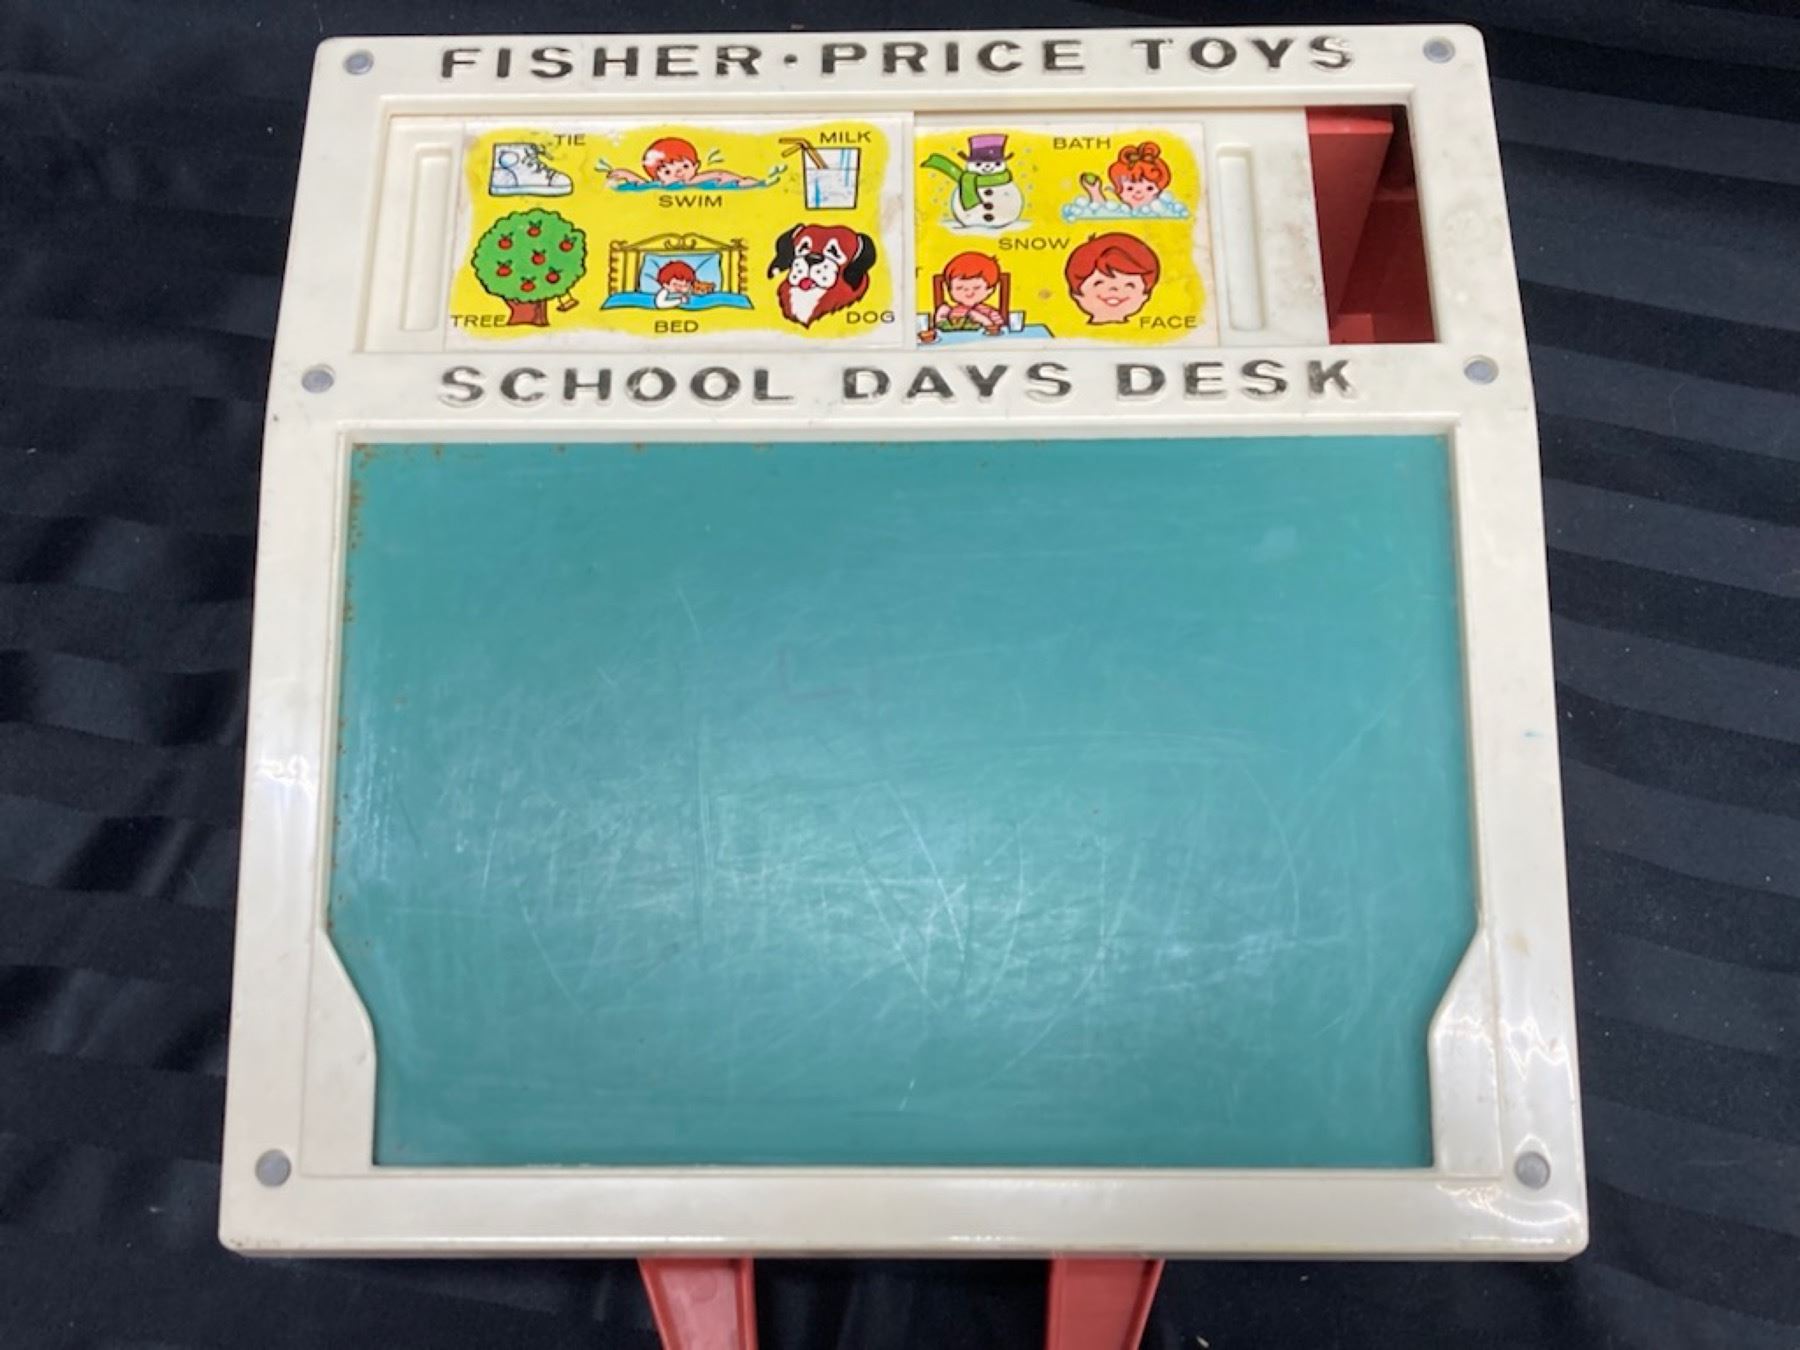 FISHER·PRICE TOYS
TIE
MILK
SWIM
TREE
BED
DOG
BATH
SNOW
FACE
SCHOOL DAYS DESK